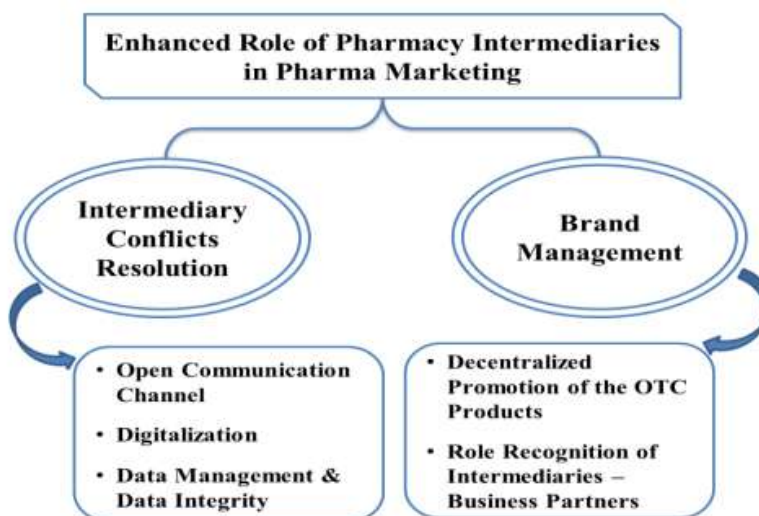 Enhanced Role of Pharmacy Intermediaries
in Pharma Marketing
Intermediary
Conflicts
Resolution
Brand
Management
• Open Communication
Channel
• Digitalization
• Data Management &
Data Integrity
• Decentralized
Promotion of the OTC
Products
• Role Recognition of
Intermediaries –
Business Partners